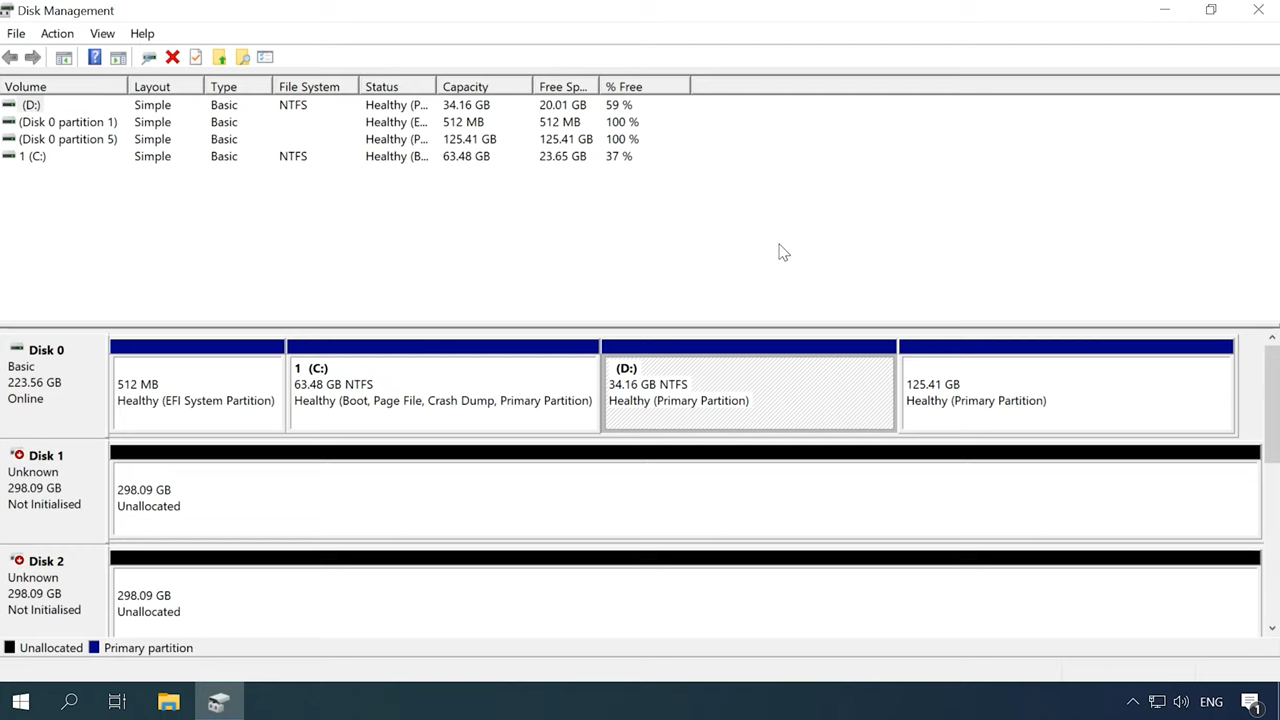 Disk Management
File Action View Help
Volume Layout Type File System Status Capacity Free Sp... % Free
(D:) Simple Basic NTFS Healthy (P... 34.16 GB 20.01 GB 59 %
(Disk 0 partition 1) Simple Basic Healthy (E... 512 MB 512 MB 100 %
(Disk 0 partition 5) Simple Basic Healthy (P... 125.41 GB 125.41 GB 100 %
1 (C:) Simple Basic NTFS Healthy (B... 63.48 GB 23.65 GB 37 %
Disk 0
Basic
223.56 GB
Online
512 MB
Healthy (EFI System Partition)
1 (C:)
63.48 GB NTFS
Healthy (Boot, Page File, Crash Dump, Primary Partition)
(D:)
34.16 GB NTFS
Healthy (Primary Partition)
125.41 GB
Healthy (Primary Partition)
Disk 1
Unknown
298.09 GB
Not Initialised
298.09 GB
Unallocated
Disk 2
Unknown
298.09 GB
Not Initialised
298.09 GB
Unallocated
Unallocated Primary partition
ENG
1